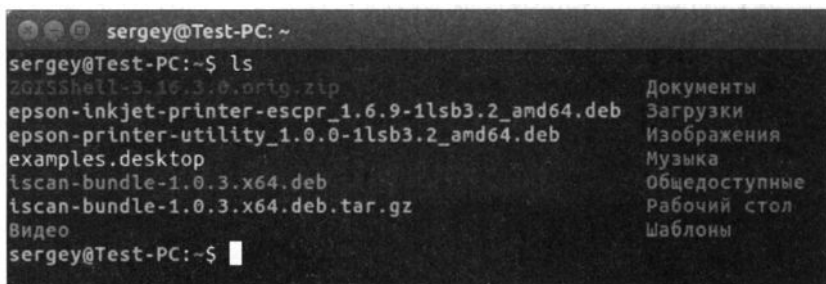 sergey@Test-PC: ~
sergey@Test-PC:~$ ls
2GISShell-3.16.3.0.orig.zip Документы
epson-inkjet-printer-escpr_1.6.9-1lsb3.2_amd64.deb Загрузки
epson-printer-utility_1.0.0-1lsb3.2_amd64.deb Изображения
examples.desktop Музыка
iscan-bundle-1.0.3.x64.deb Общедоступные
iscan-bundle-1.0.3.x64.deb.tar.gz Рабочий стол
Видео Шаблоны
sergey@Test-PC:~$